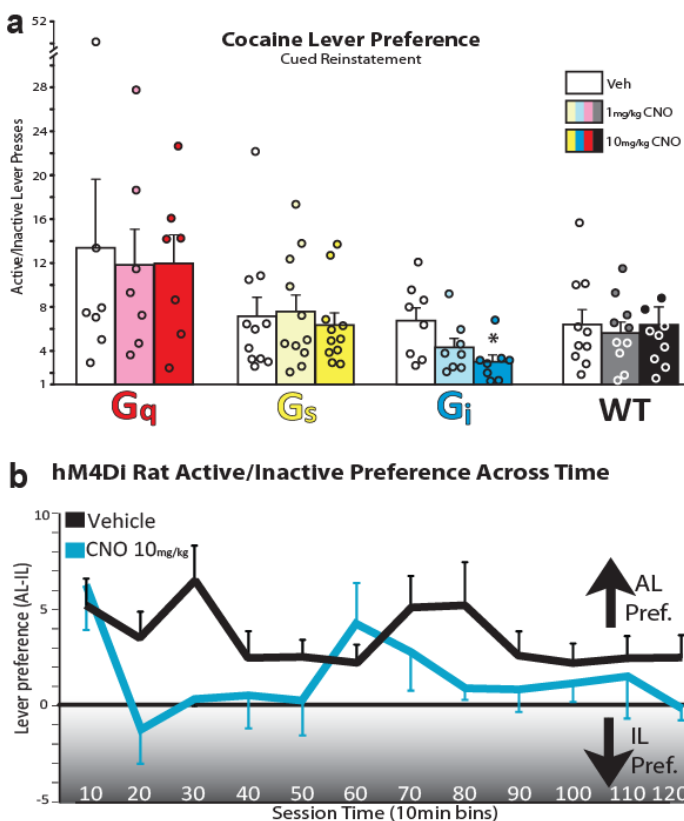 a
Cocaine Lever Preference
Cued Reinstatement
Active/Inactive Lever Presses
52
28
24
20
16
12
8
4
1
Veh
1mg/kg CNO
10mg/kg CNO
*
Gq
Gs
Gi
WT
b hM4Di Rat Active/Inactive Preference Across Time
Lever preference (AL-IL)
10
5
0
-5
Vehicle
CNO 10mg/kg
AL
Pref.
IL
Pref.
10 20 30 40 50 60 70 80 90 100 110 120
Session Time (10min bins)